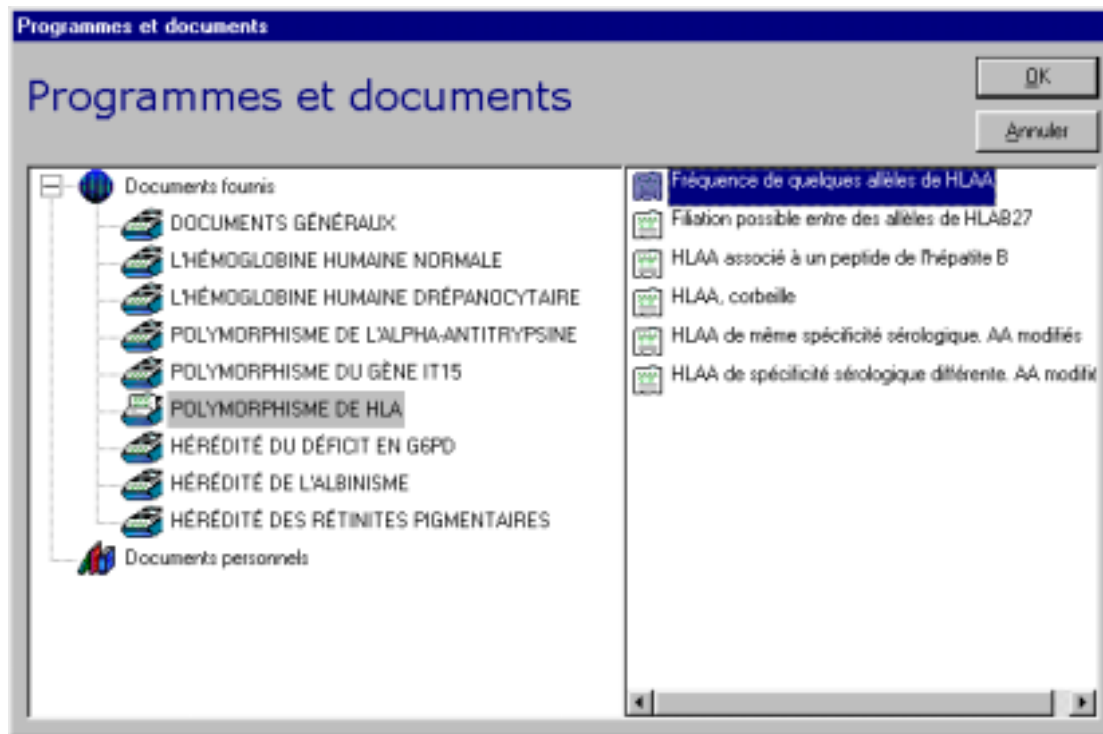 Programmes et documents
Programmes et documents
OK
Annuler
Documents fournis
DOCUMENTS GÉNÉRAUX
L'HÉMOGLOBINE HUMAINE NORMALE
L'HÉMOGLOBINE HUMAINE DRÉPANOCYTAIRE
POLYMORPHISME DE L'ALPHA-ANTITRYPSINE
POLYMORPHISME DU GÈNE IT15
POLYMORPHISME DE HLA
HÉRÉDITÉ DU DÉFICIT EN G6PD
HÉRÉDITÉ DE L'ALBINISME
HÉRÉDITÉ DES RÉTINITES PIGMENTAIRES
Documents personnels
Fréquence de quelques allèles de HLAA
Filiation possible entre des allèles de HLAB27
HLAA associé à un peptide de l'hépatite B
HLAA, corbeille
HLAA de même spécificité sérologique. AA modifiés
HLAA de spécificité sérologique différente. AA modifié